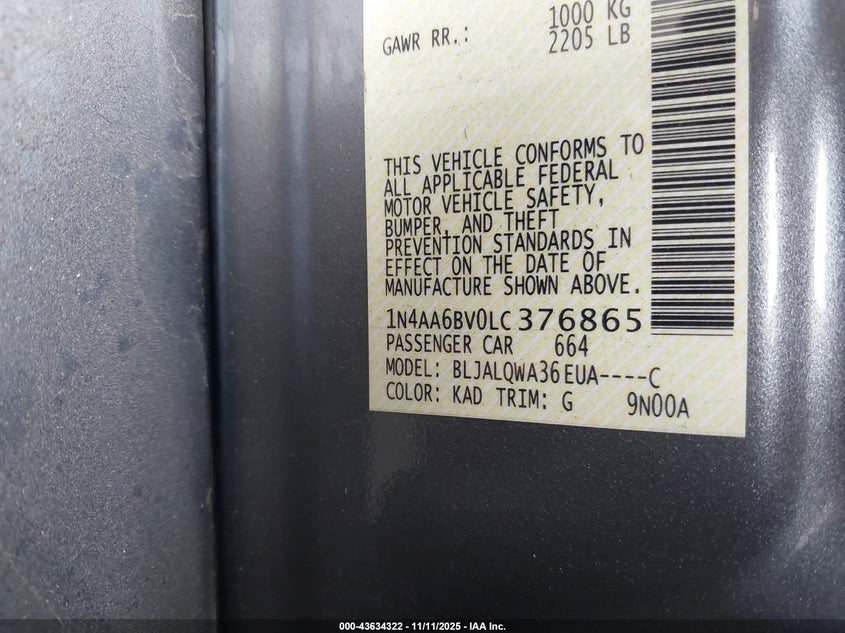 GAWR RR.: 1000 KG
2205 LB
THIS VEHICLE CONFORMS TO
ALL APPLICABLE FEDERAL
MOTOR VEHICLE SAFETY,
BUMPER, AND THEFT
PREVENTION STANDARDS IN
EFFECT ON THE DATE OF
MANUFACTURE SHOWN ABOVE.
1N4AA6BV0LC376865
PASSENGER CAR 664
MODEL: BLJALQWA36EUA----C
COLOR: KAD TRIM: G 9N00A
000-43634322 - 11/11/2025 - IAA Inc.